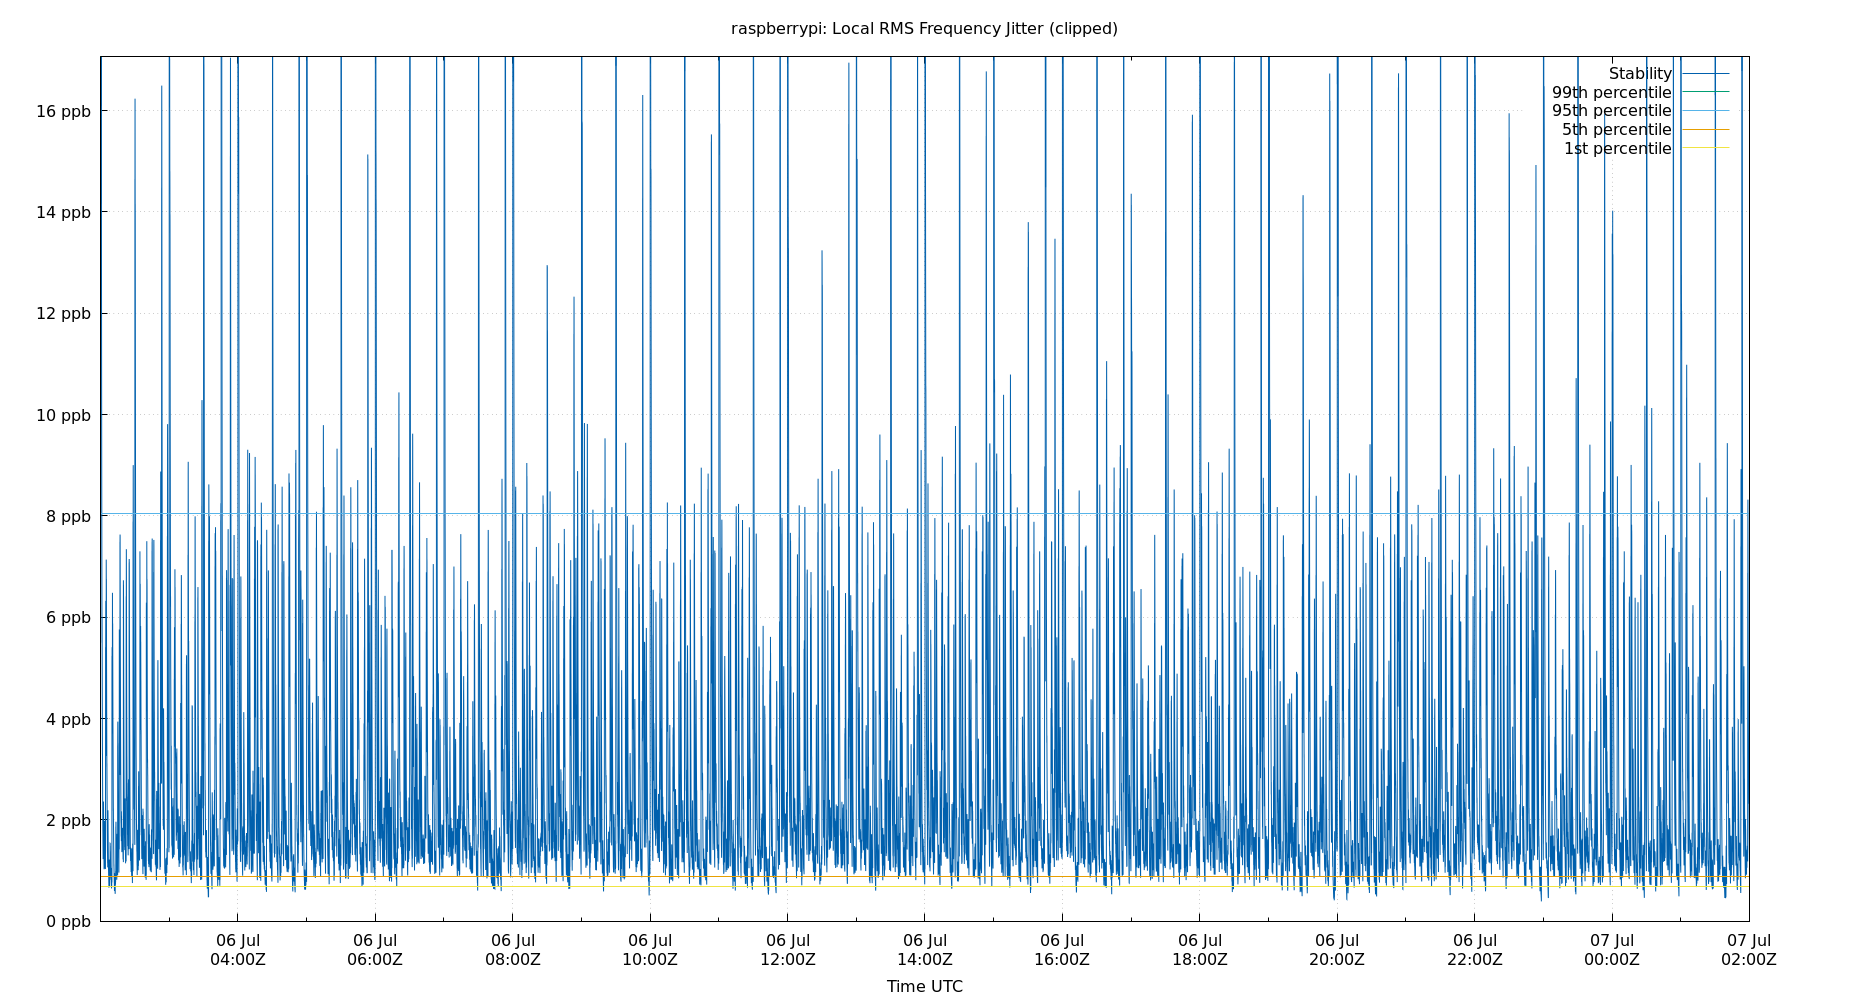 raspberrypi: Local RMS Frequency Jitter (clipped)
Stability
99th percentile
95th percentile
5th percentile
1st percentile
16 ppb
14 ppb
12 ppb
10 ppb
8 ppb
6 ppb
4 ppb
2 ppb
0 ppb
06 Jul 06 Jul 06 Jul 06 Jul 06 Jul 06 Jul 06 Jul 06 Jul 06 Jul 06 Jul 07 Jul 07 Jul
04:00Z 06:00Z 08:00Z 10:00Z 12:00Z 14:00Z 16:00Z 18:00Z 20:00Z 22:00Z 00:00Z 02:00Z
Time UTC